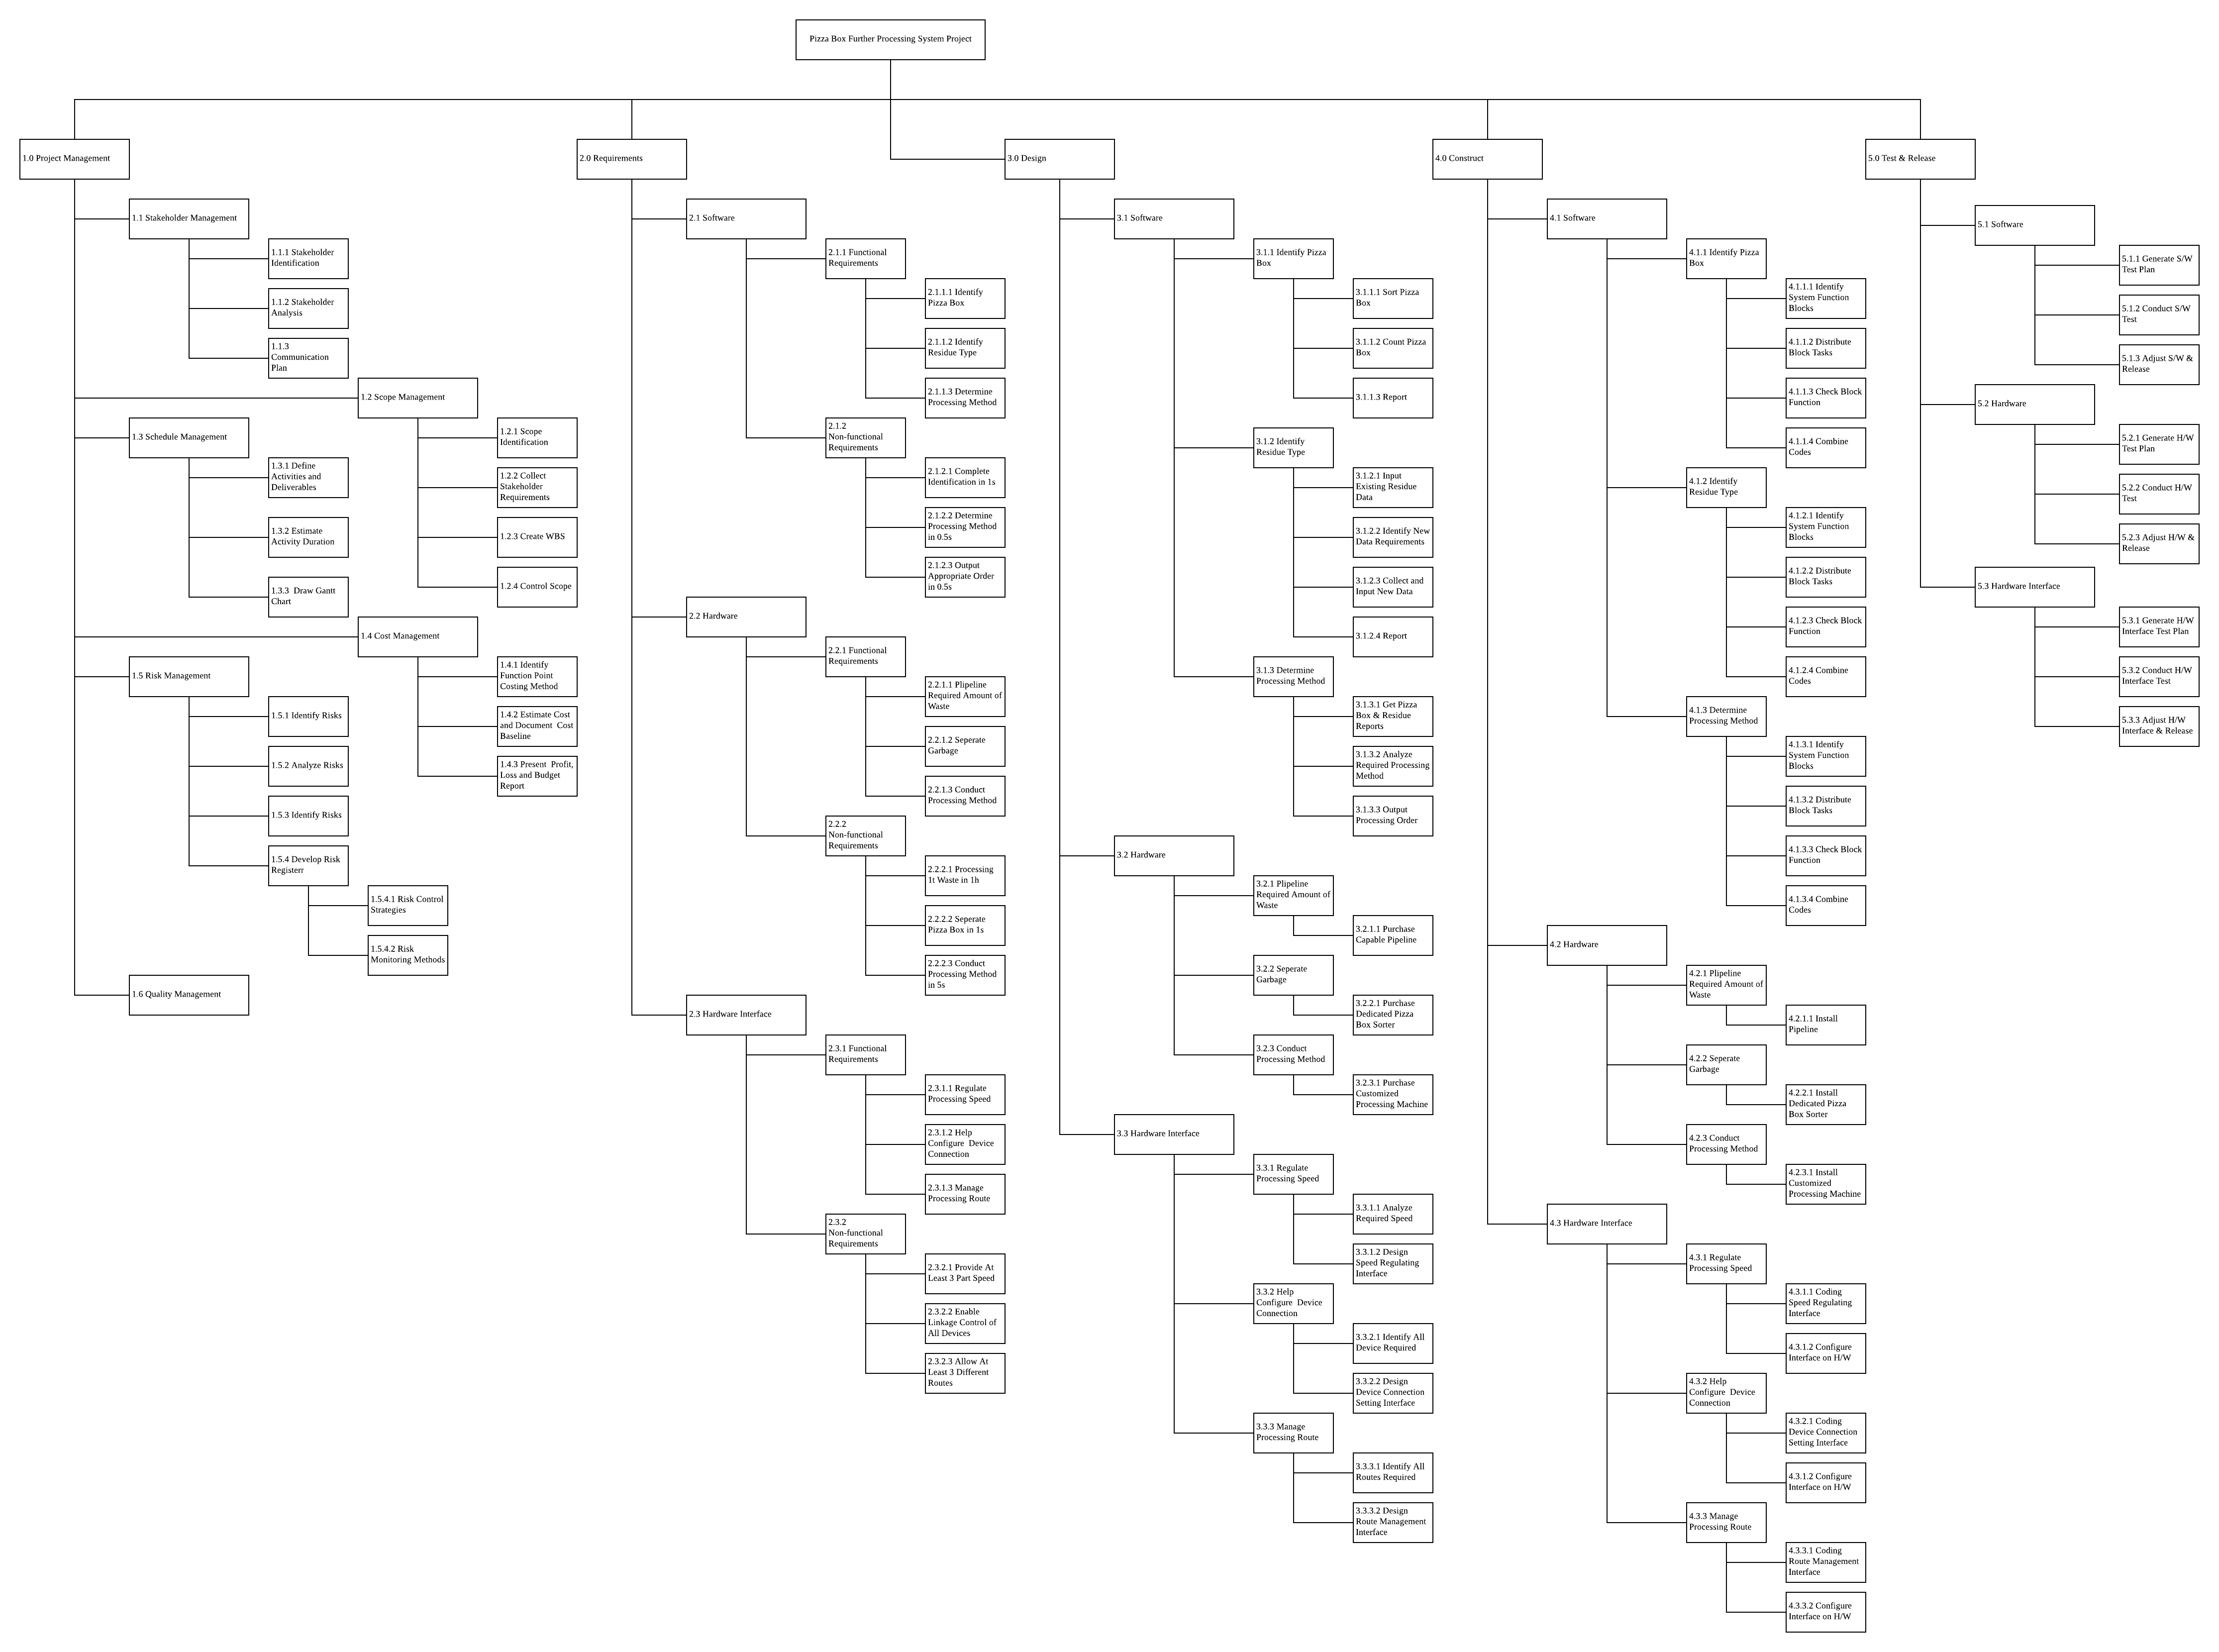 Pizza Box Further Processing System Project
1.0 Project Management
1.1 Stakeholder Management
1.1.1 Stakeholder
Identification
1.1.2 Stakeholder
Analysis
1.1.3
Communication
Plan
1.2 Scope Management
1.2.1 Scope
Identification
1.2.2 Collect
Stakeholder
Requirements
1.2.3 Create WBS
1.2.4 Control Scope
1.3 Schedule Management
1.3.1 Define
Activities and
Deliverables
1.3.2 Estimate
Activity Duration
1.3.3 Draw Gantt
Chart
1.4 Cost Management
1.4.1 Identify
Function Point
Costing Method
1.4.2 Estimate Cost
and Document Cost
Baseline
1.4.3 Present Profit,
Loss and Budget
Report
1.5 Risk Management
1.5.1 Identify Risks
1.5.2 Analyze Risks
1.5.3 Identify Risks
1.5.4 Develop Risk
Registerr
1.5.4.1 Risk Control
Strategies
1.5.4.2 Risk
Monitoring Methods
1.6 Quality Management
2.0 Requirements
2.1 Software
2.1.1 Functional
Requirements
2.1.1.1 Identify
Pizza Box
2.1.1.2 Identify
Residue Type
2.1.1.3 Determine
Processing Method
2.1.2
Non-functional
Requirements
2.1.2.1 Complete
Identification in 1s
2.1.2.2 Determine
Processing Method
in 0.5s
2.1.2.3 Output
Appropriate Order
in 0.5s
2.2 Hardware
2.2.1 Functional
Requirements
2.2.1.1 Plipeline
Required Amount of
Waste
2.2.1.2 Seperate
Garbage
2.2.1.3 Conduct
Processing Method
2.2.2
Non-functional
Requirements
2.2.2.1 Processing
1t Waste in 1h
2.2.2.2 Seperate
Pizza Box in 1s
2.2.2.3 Conduct
Processing Method
in 5s
2.3 Hardware Interface
2.3.1 Functional
Requirements
2.3.1.1 Regulate
Processing Speed
2.3.1.2 Help
Configure Device
Connection
2.3.1.3 Manage
Processing Route
2.3.2
Non-functional
Requirements
2.3.2.1 Provide At
Least 3 Part Speed
2.3.2.2 Enable
Linkage Control of
All Devices
2.3.2.3 Allow At
Least 3 Different
Routes
3.0 Design
3.1 Software
3.1.1 Identify Pizza
Box
3.1.1.1 Sort Pizza
Box
3.1.1.2 Count Pizza
Box
3.1.1.3 Report
3.1.2 Identify
Residue Type
3.1.2.1 Input
Existing Residue
Data
3.1.2.2 Identify New
Data Requirements
3.1.2.3 Collect and
Input New Data
3.1.2.4 Report
3.1.3 Determine
Processing Method
3.1.3.1 Get Pizza
Box & Residue
Reports
3.1.3.2 Analyze
Required Processing
Method
3.1.3.3 Output
Processing Order
3.2 Hardware
3.2.1 Plipeline
Required Amount of
Waste
3.2.1.1 Purchase
Capable Pipeline
3.2.2 Seperate
Garbage
3.2.2.1 Purchase
Dedicated Pizza
Box Sorter
3.2.3 Conduct
Processing Method
3.2.3.1 Purchase
Customized
Processing Machine
3.3 Hardware Interface
3.3.1 Regulate
Processing Speed
3.3.1.1 Analyze
Required Speed
3.3.1.2 Design
Speed Regulating
Interface
3.3.2 Help
Configure Device
Connection
3.3.2.1 Identify All
Device Required
3.3.2.2 Design
Device Connection
Setting Interface
3.3.3 Manage
Processing Route
3.3.3.1 Identify All
Routes Required
3.3.3.2 Design
Route Management
Interface
4.0 Construct
4.1 Software
4.1.1 Identify Pizza
Box
4.1.1.1 Identify
System Function
Blocks
4.1.1.2 Distribute
Block Tasks
4.1.1.3 Check Block
Function
4.1.1.4 Combine
Codes
4.1.2 Identify
Residue Type
4.1.2.1 Identify
System Function
Blocks
4.1.2.2 Distribute
Block Tasks
4.1.2.3 Check Block
Function
4.1.2.4 Combine
Codes
4.1.3 Determine
Processing Method
4.1.3.1 Identify
System Function
Blocks
4.1.3.2 Distribute
Block Tasks
4.1.3.3 Check Block
Function
4.1.3.4 Combine
Codes
4.2 Hardware
4.2.1 Plipeline
Required Amount of
Waste
4.2.1.1 Install
Pipeline
4.2.2 Seperate
Garbage
4.2.2.1 Install
Dedicated Pizza
Box Sorter
4.2.3 Conduct
Processing Method
4.2.3.1 Install
Customized
Processing Machine
4.3 Hardware Interface
4.3.1 Regulate
Processing Speed
4.3.1.1 Coding
Speed Regulating
Interface
4.3.1.2 Configure
Interface on H/W
4.3.2 Help
Configure Device
Connection
4.3.2.1 Coding
Device Connection
Setting Interface
4.3.1.2 Configure
Interface on H/W
4.3.3 Manage
Processing Route
4.3.3.1 Coding
Route Management
Interface
4.3.3.2 Configure
Interface on H/W
5.0 Test & Release
5.1 Software
5.1.1 Generate S/W
Test Plan
5.1.2 Conduct S/W
Test
5.1.3 Adjust S/W &
Release
5.2 Hardware
5.2.1 Generate H/W
Test Plan
5.2.2 Conduct H/W
Test
5.2.3 Adjust H/W &
Release
5.3 Hardware Interface
5.3.1 Generate H/W
Interface Test Plan
5.3.2 Conduct H/W
Interface Test
5.3.3 Adjust H/W
Interface & Release